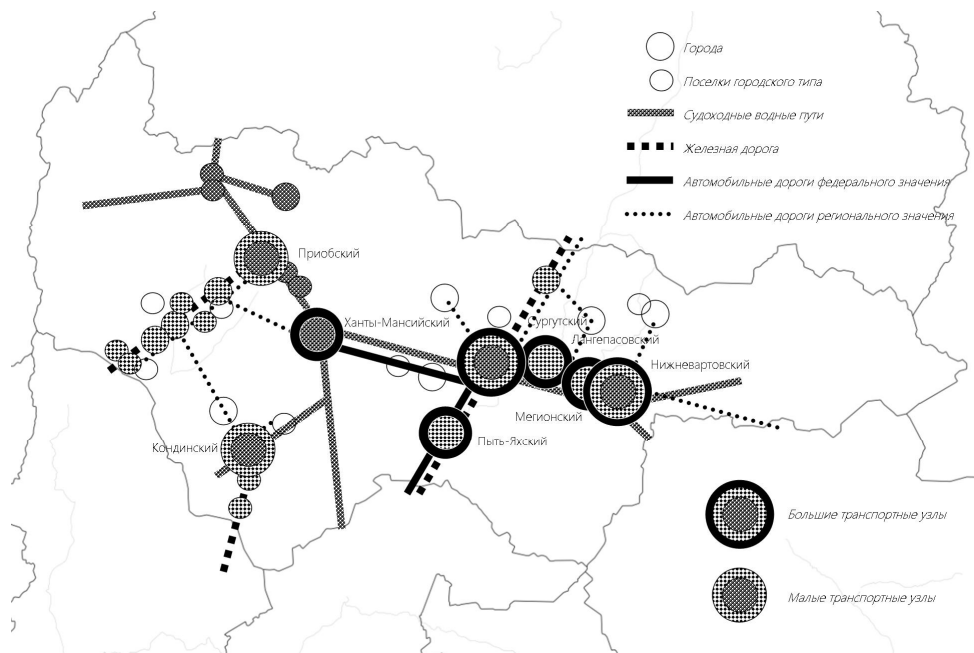 Города
Поселки городского типа
Судоходные водные пути
Железная дорога
Автомобильные дороги федерального значения
Автомобильные дороги регионального значения
Приобский
Ханты-Мансийский
Сургутский
Лангепасовский
Нижневартовский
Мегионский
Пыть-Яхский
Кондинский
Большие транспортные узлы
Малые транспортные узлы